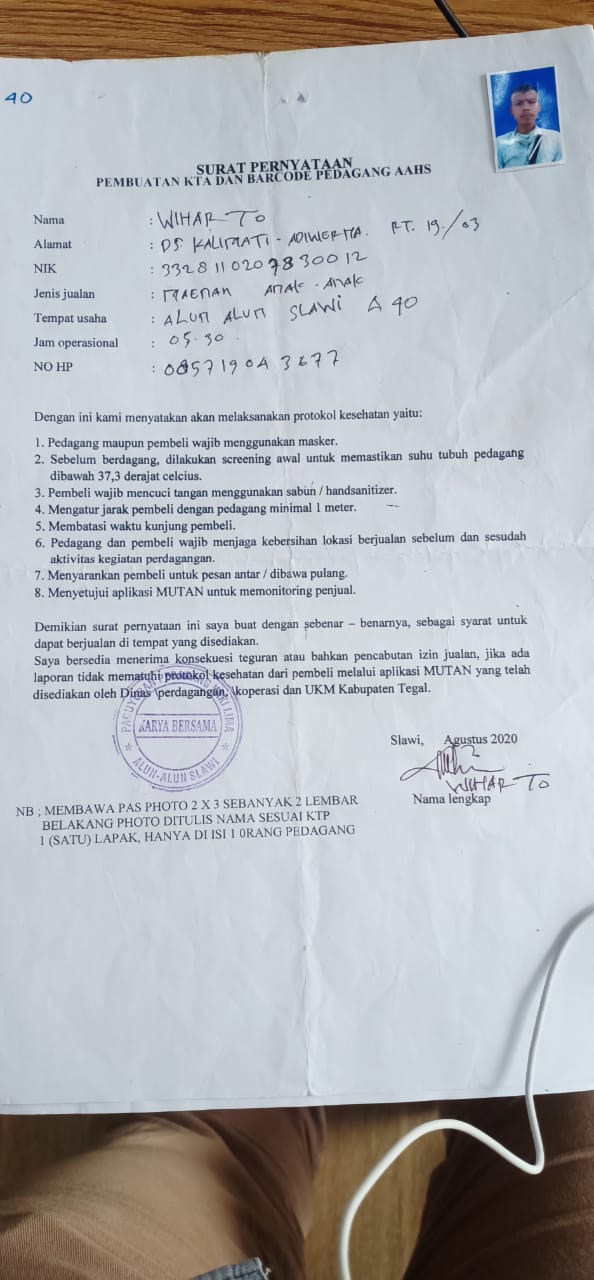 40
SURAT PERNYATAAN
PEMBUATAN KTA DAN BARCODE PEDAGANG AAHS
Nama : WIHARTO
Alamat : DS KALIMATI - ADIWERNA. RT. 19./03
NIK : 3328110207830012
Jenis jualan : MAENAN ANAK - ANAK
Tempat usaha : ALUN ALUN SLAWI A 40
Jam operasional : 05.30.
NO HP : 085719043677
Dengan ini kami menyatakan akan melaksanakan protokol kesehatan yaitu:
1. Pedagang maupun pembeli wajib menggunakan masker.
2. Sebelum berdagang, dilakukan screening awal untuk memastikan suhu tubuh pedagang
dibawah 37,3 derajat celcius.
3. Pembeli wajib mencuci tangan menggunakan sabun / handsanitizer.
4. Mengatur jarak pembeli dengan pedagang minimal 1 meter.
5. Membatasi waktu kunjung pembeli.
6. Pedagang dan pembeli wajib menjaga kebersihan lokasi berjualan sebelum dan sesudah
aktivitas kegiatan perdagangan.
7. Menyarankan pembeli untuk pesan antar / dibawa pulang.
8. Menyetujui aplikasi MUTAN untuk memonitoring penjual.
Demikian surat pernyataan ini saya buat dengan sebenar – benarnya, sebagai syarat untuk
dapat berjualan di tempat yang disediakan.
Saya bersedia menerima konsekuesi teguran atau bahkan pencabutan izin jualan, jika ada
laporan tidak mematuhi protokol kesehatan dari pembeli melalui aplikasi MUTAN yang telah
disediakan oleh Dinas \perdagangan, \koperasi dan UKM Kabupaten Tegal.
KARYA BERSAMA
ALUN-ALUN SLAWI
Slawi, Agustus 2020
WIHARTO
Nama lengkap
NB ; MEMBAWA PAS PHOTO 2 X 3 SEBANYAK 2 LEMBAR
BELAKANG PHOTO DITULIS NAMA SESUAI KTP
1 (SATU) LAPAK, HANYA DI ISI 1 0RANG PEDAGANG